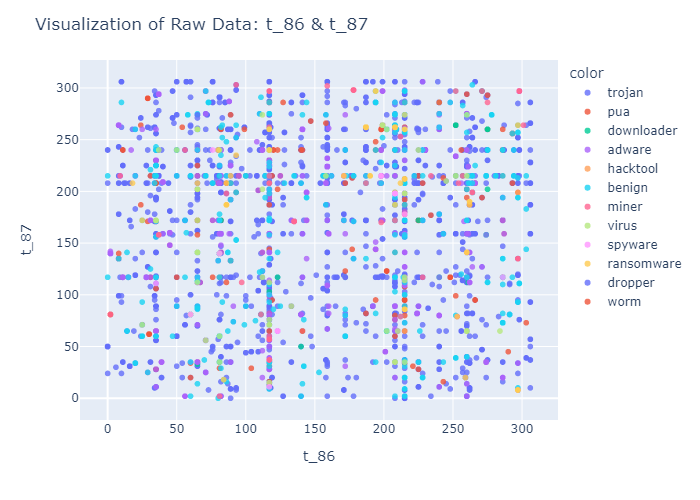 Visualization of Raw Data: t_86 & t_87
color
trojan
pua
downloader
adware
hacktool
benign
miner
virus
spyware
ransomware
dropper
worm
t_87
300
250
200
150
100
50
0
0 50 100 150 200 250 300
t_86